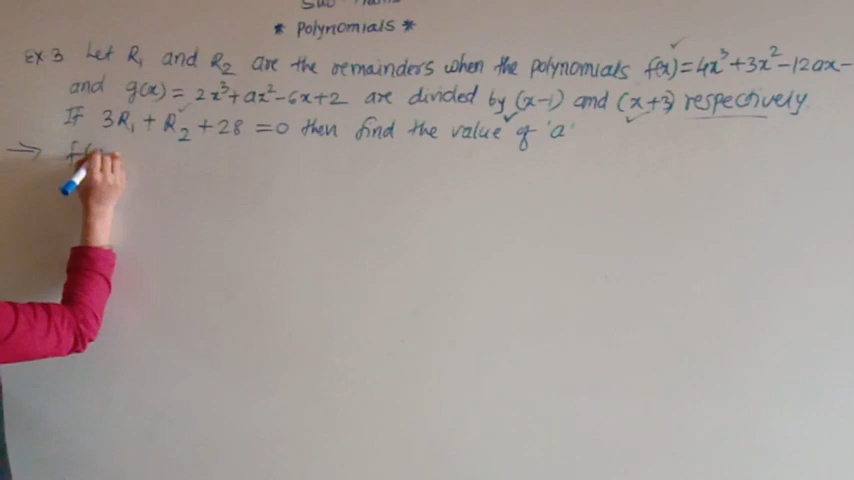 * Polynomials *
Ex 3 Let R₁ and R₂ are the remainders when the polynomials f(x) = 4x³ + 3x² - 12ax -
and g(x) = 2x³ + ax² - 6x + 2 are divided by (x-1) and (x+3) respectively.
If 3R₁ + R₂ + 28 = 0 then find the value of 'a'
→ f(